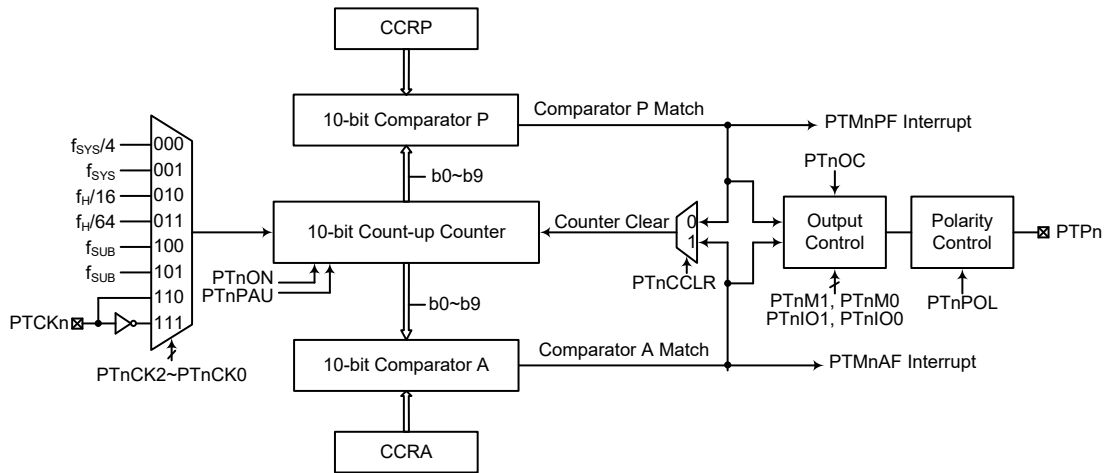 CCRP
10-bit Comparator P
Comparator P Match
PTMnPF Interrupt
b0~b9
PTnOC
fSYS/4
000
fSYS
001
fH/16
010
fH/64
011
fSUB
100
fSUB
101
110
111
PTCKn
PTnCK2~PTnCK0
10-bit Count-up Counter
PTnON
PTnPAU
Counter Clear
0
1
PTnCCLR
Output
Control
Polarity
Control
PTPn
PTnM1, PTnM0
PTnIO1, PTnIO0
PTnPOL
b0~b9
10-bit Comparator A
Comparator A Match
PTMnAF Interrupt
CCRA